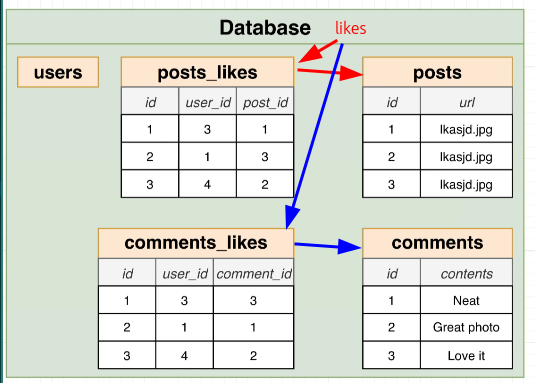 Database likes
users
posts_likes
id user_id post_id
1 3 1
2 1 3
3 4 2
posts
id url
1 lkasjd.jpg
2 lkasjd.jpg
3 lkasjd.jpg
comments_likes
id user_id comment_id
1 3 3
2 1 1
3 4 2
comments
id contents
1 Neat
2 Great photo
3 Love it